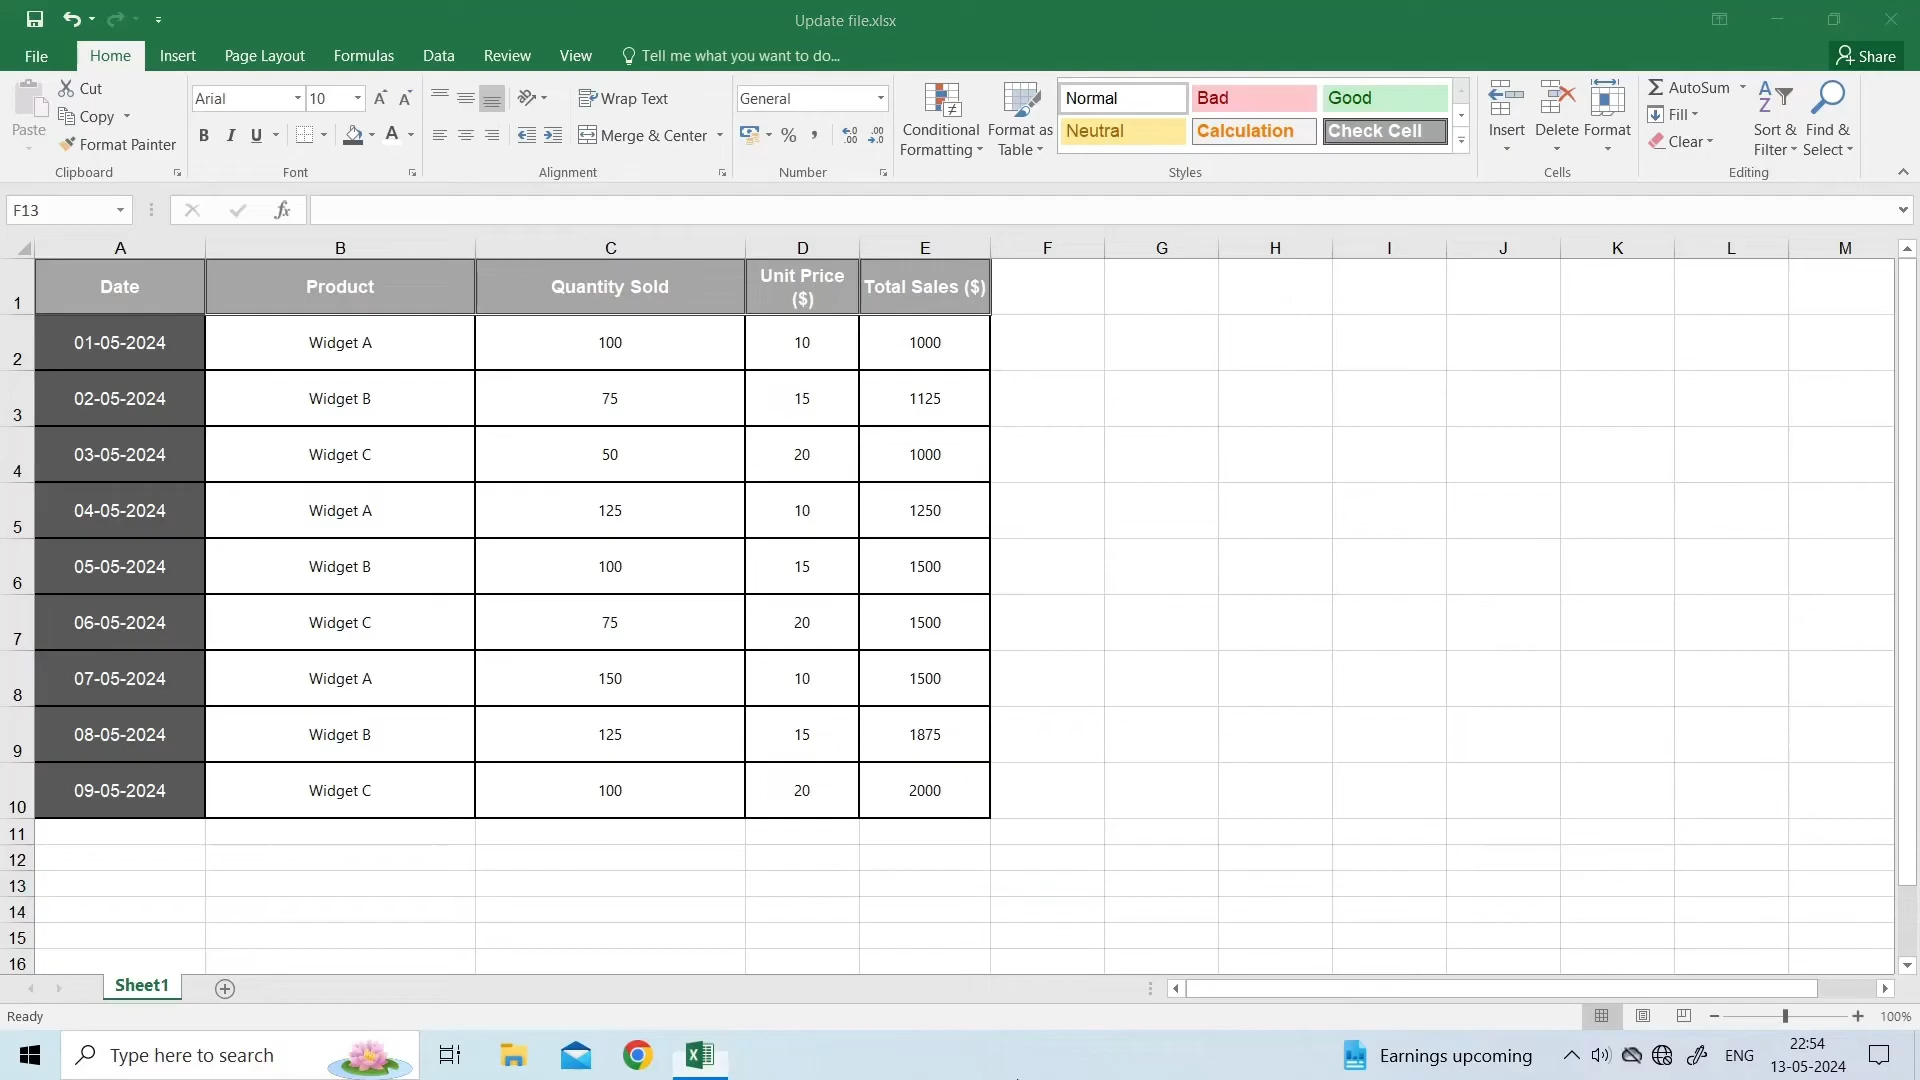 Update file.xlsx
File Home Insert Page Layout Formulas Data Review View Tell me what you want to do... Share
Paste Cut Copy Format Painter
Clipboard
Arial 10
B I U
Font
Wrap Text
Merge & Center
Alignment
General
%
Number
Conditional Formatting
Format as Table
Normal Bad Good
Neutral Calculation Check Cell
Styles
Insert Delete Format
Cells
AutoSum
Fill
Clear
Sort & Filter
Find & Select
Editing
F13 fx
A B C D E F G H I J K L M
1 Date Product Quantity Sold Unit Price ($) Total Sales ($)
2 01-05-2024 Widget A 100 10 1000
3 02-05-2024 Widget B 75 15 1125
4 03-05-2024 Widget C 50 20 1000
5 04-05-2024 Widget A 125 10 1250
6 05-05-2024 Widget B 100 15 1500
7 06-05-2024 Widget C 75 20 1500
8 07-05-2024 Widget A 150 10 1500
9 08-05-2024 Widget B 125 15 1875
10 09-05-2024 Widget C 100 20 2000
11
12
13
14
15
16
Sheet1
Ready 100%
Type here to search
Earnings upcoming ENG
22:54
13-05-2024